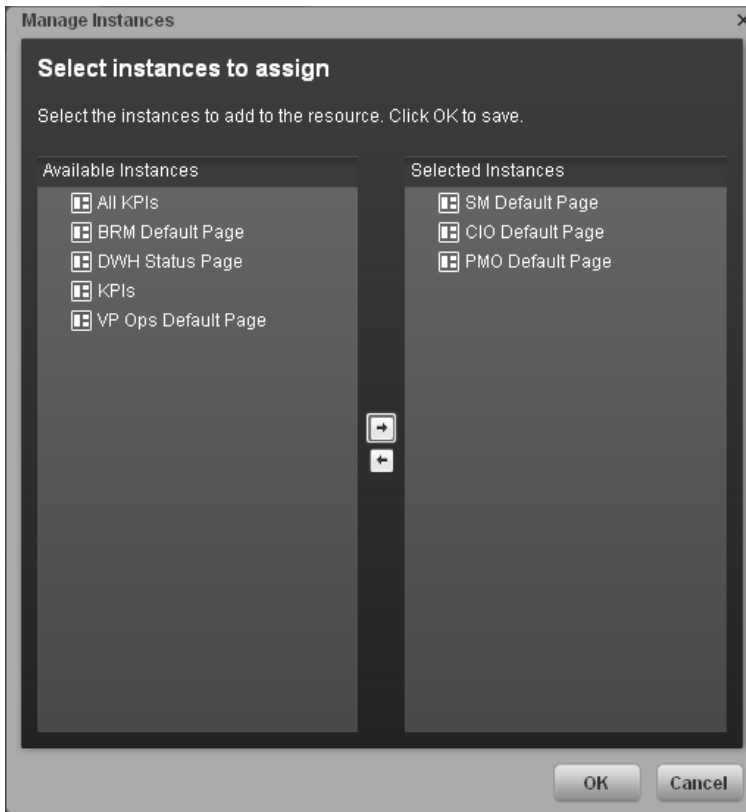 Manage Instances
Select instances to assign
Select the instances to add to the resource. Click OK to save.
Available Instances
All KPIs
BRM Default Page
DWH Status Page
KPIs
VP Ops Default Page
Selected Instances
SM Default Page
CIO Default Page
PMO Default Page
OK
Cancel